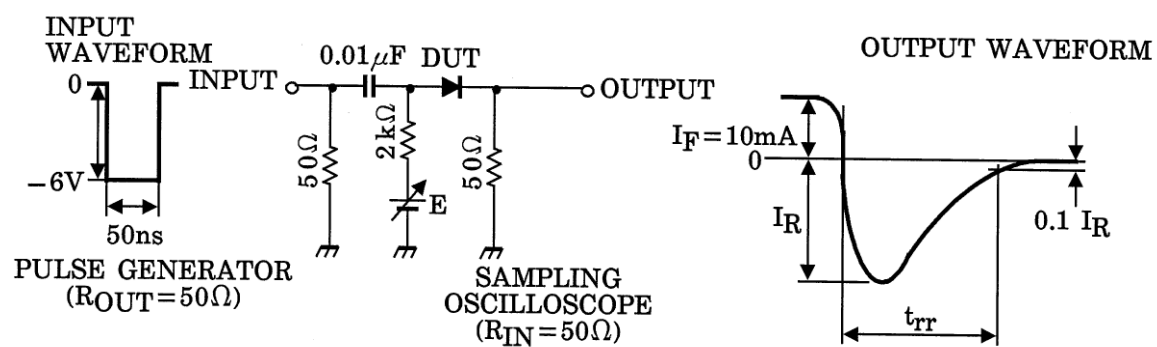 INPUT
WAVEFORM
0
−6V
50ns
PULSE GENERATOR
(ROUT=50Ω)
INPUT
0.01μF
DUT
50Ω
2kΩ
E
50Ω
OUTPUT
SAMPLING
OSCILLOSCOPE
(RIN=50Ω)
OUTPUT WAVEFORM
IF=10mA
0
IR
0.1 IR
trr